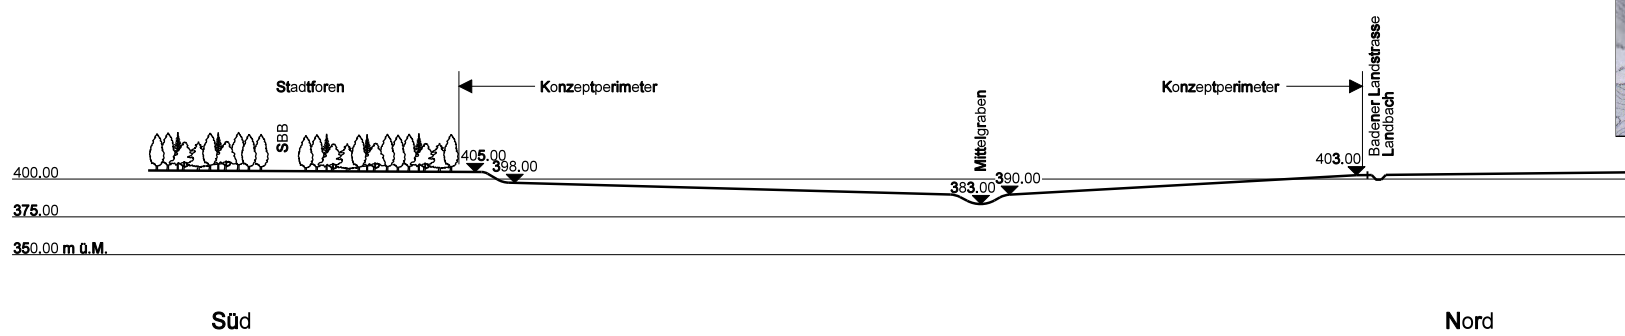 Badener Landstrasse
Landbach
Stadtforen
Konzeptperimeter
Konzeptperimeter
SBB
Mittelgraben
405.00
398.00
403.00
400.00
383.00
390.00
375.00
350.00 m ü.M.
Süd
Nord